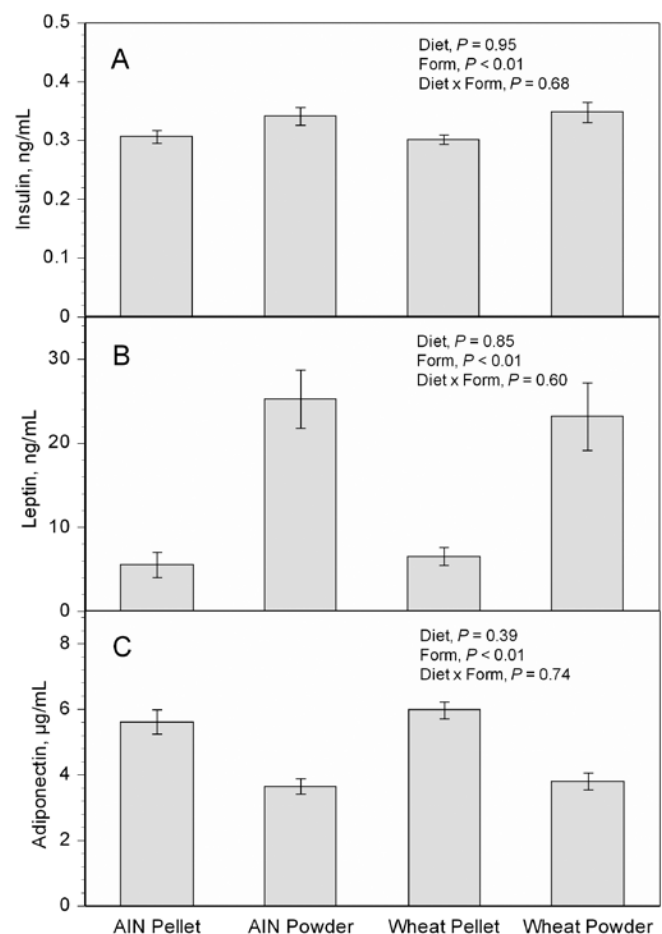 0.5
0.4
0.3
0.2
0.1
0
Insulin, ng/mL
A
Diet, P = 0.95
Form, P < 0.01
Diet x Form, P = 0.68
30
20
10
0
Leptin, ng/mL
B
Diet, P = 0.85
Form, P < 0.01
Diet x Form, P = 0.60
8
6
4
2
0
Adiponectin, µg/mL
C
Diet, P = 0.39
Form, P < 0.01
Diet x Form, P = 0.74
AIN Pellet
AIN Powder
Wheat Pellet
Wheat Powder